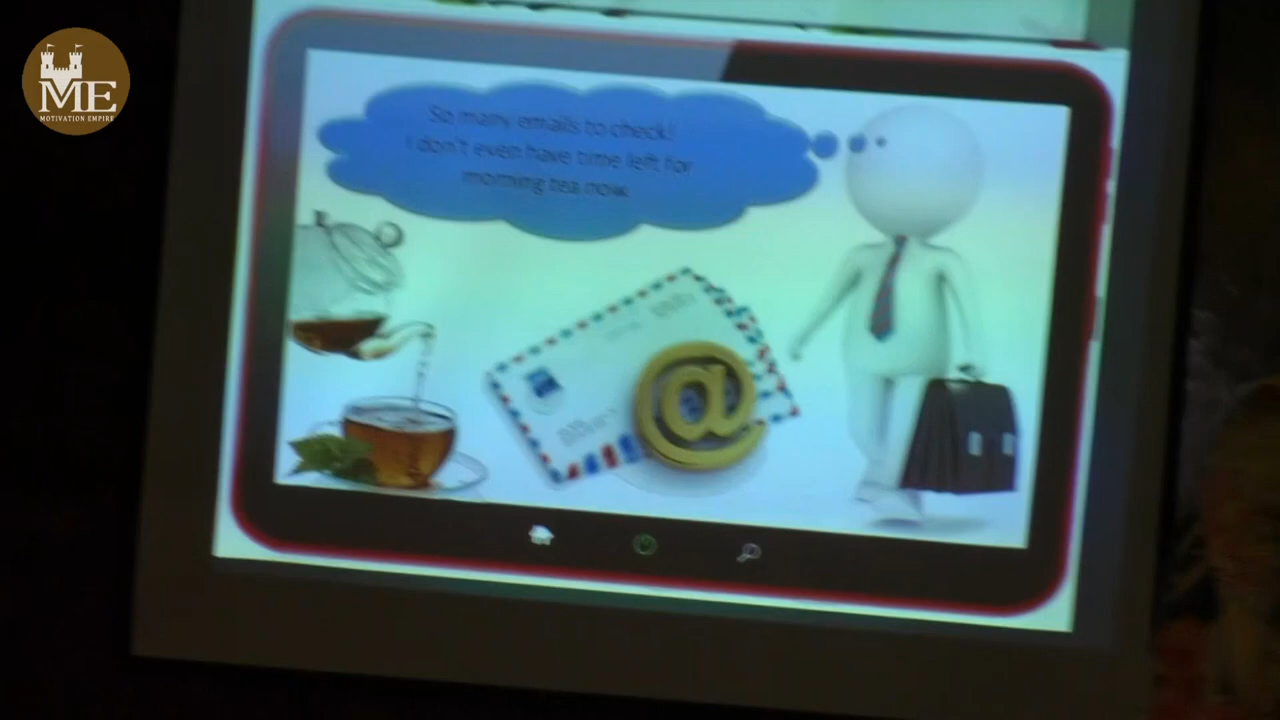 ME
MOTIVATION EMPIRE
So many emails to check!
I don't even have time left for
morning tea now.
@